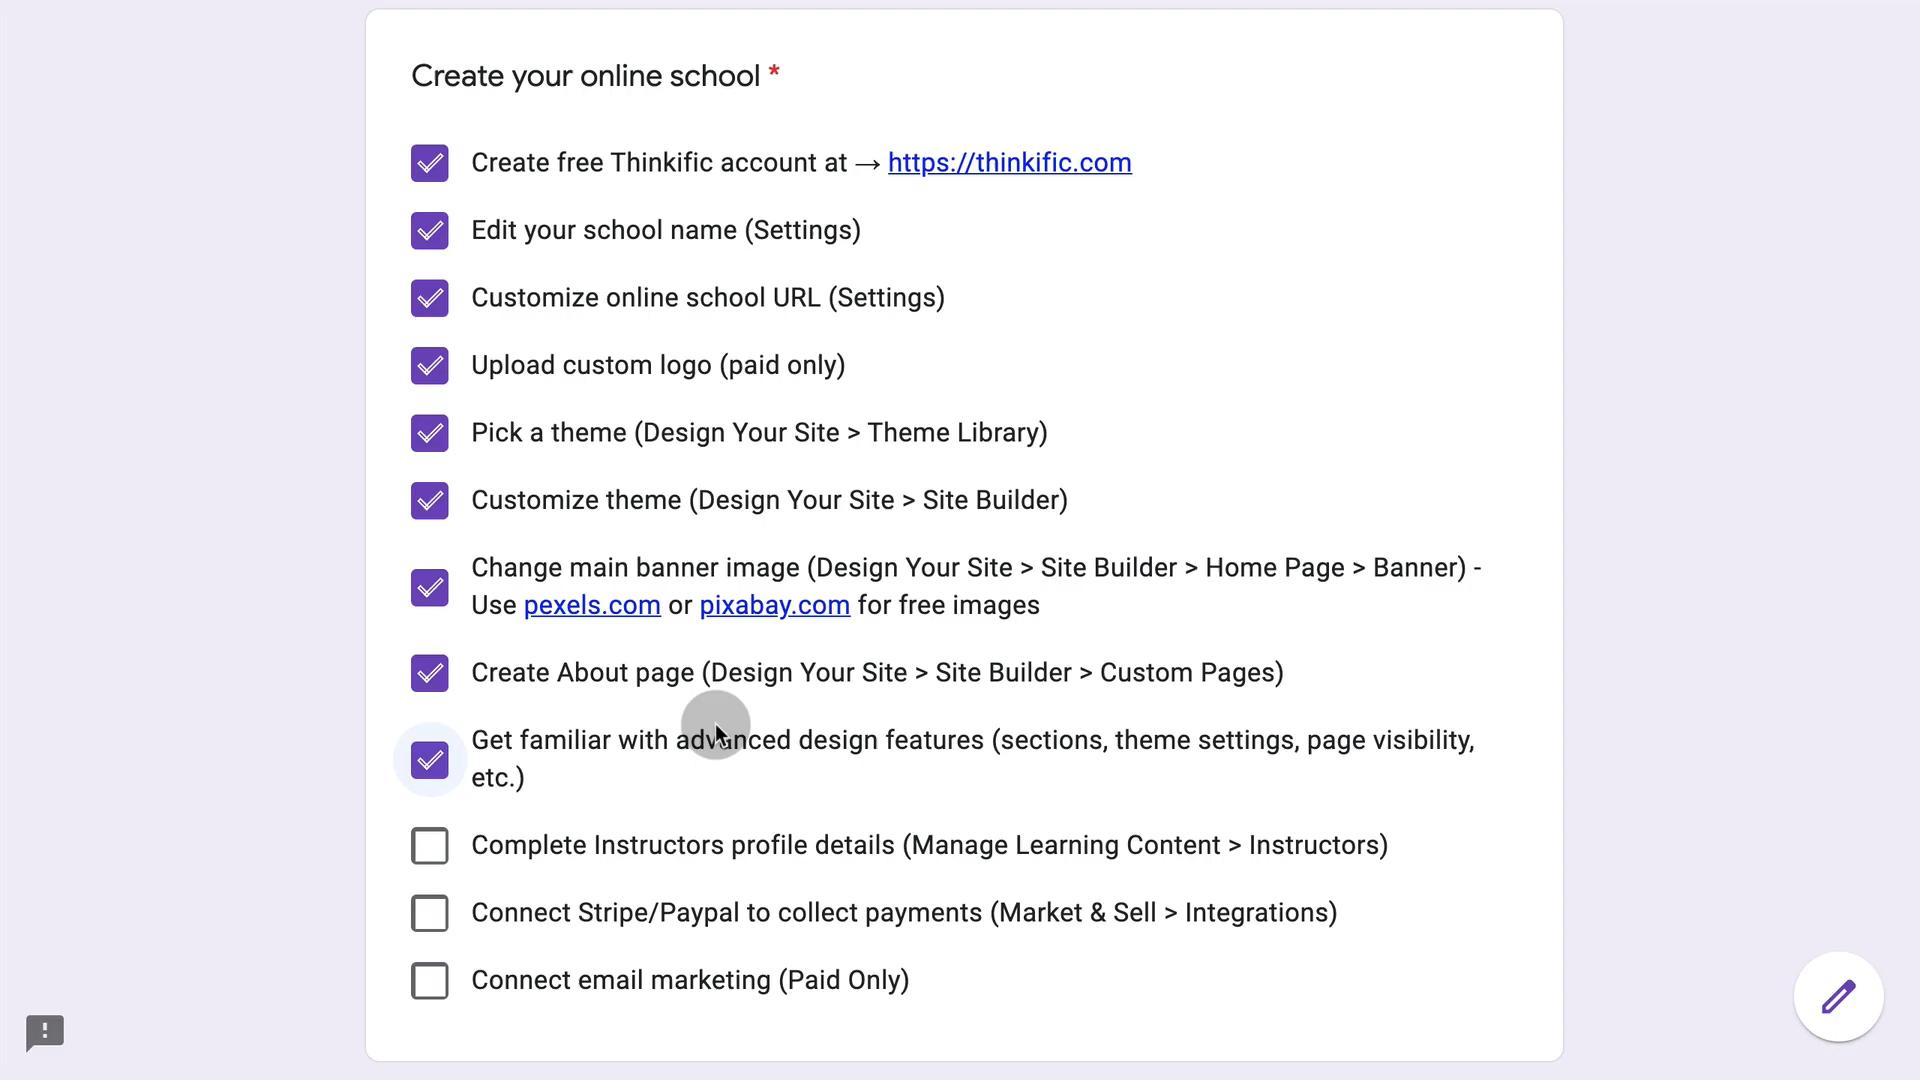 Create your online school *
Create free Thinkific account at → https://thinkific.com
Edit your school name (Settings)
Customize online school URL (Settings)
Upload custom logo (paid only)
Pick a theme (Design Your Site > Theme Library)
Customize theme (Design Your Site > Site Builder)
Change main banner image (Design Your Site > Site Builder > Home Page > Banner) -
Use pexels.com or pixabay.com for free images
Create About page (Design Your Site > Site Builder > Custom Pages)
Get familiar with advanced design features (sections, theme settings, page visibility,
etc.)
Complete Instructors profile details (Manage Learning Content > Instructors)
Connect Stripe/Paypal to collect payments (Market & Sell > Integrations)
Connect email marketing (Paid Only)